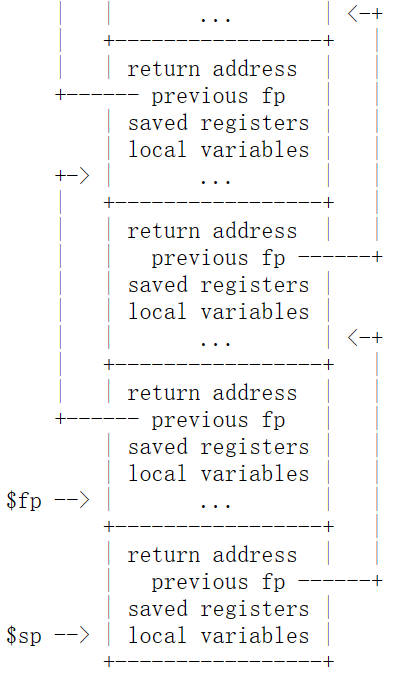 ...
return address
previous fp
saved registers
local variables
...
return address
previous fp
saved registers
local variables
...
return address
previous fp
saved registers
local variables
$fp --> ...
return address
previous fp
saved registers
$sp --> local variables